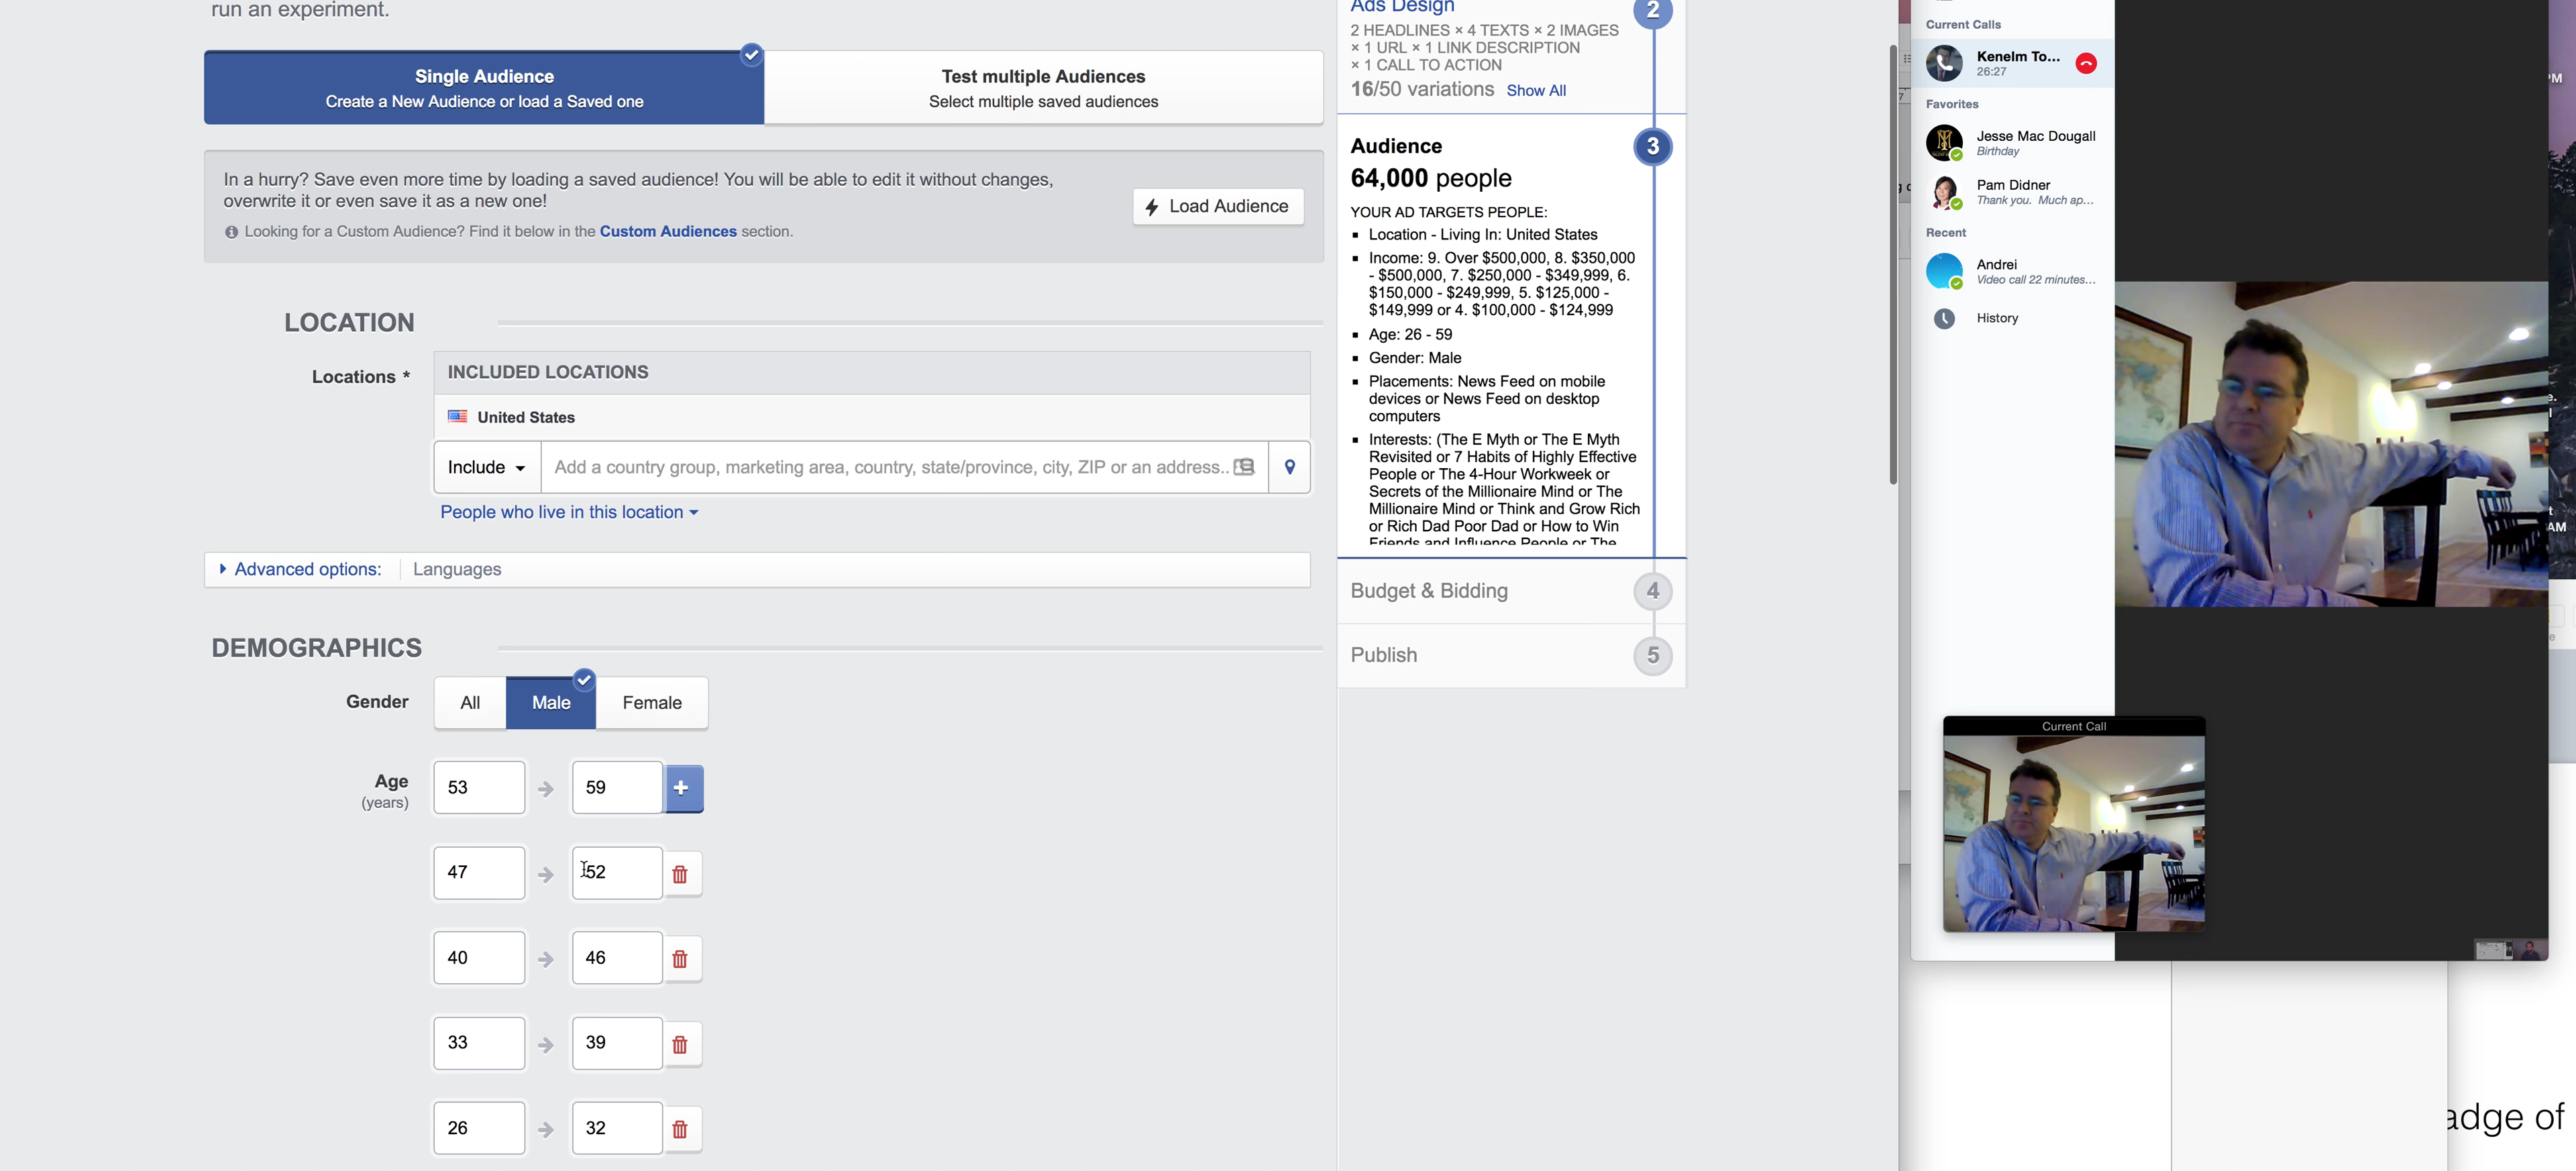 run an experiment.
Single Audience
Create a New Audience or load a Saved one
Test multiple Audiences
Select multiple saved audiences
In a hurry? Save even more time by loading a saved audience! You will be able to edit it without changes,
overwrite it or even save it as a new one!
Looking for a Custom Audience? Find it below in the Custom Audiences section.
Load Audience
LOCATION
Locations *
INCLUDED LOCATIONS
United States
Include
Add a country group, marketing area, country, state/province, city, ZIP or an address..
People who live in this location
Advanced options:
Languages
DEMOGRAPHICS
Gender
All
Male
Female
Age
(years)
53
59
47
52
40
46
33
39
26
32
Ads Design
2
2 HEADLINES × 4 TEXTS × 2 IMAGES
× 1 URL × 1 LINK DESCRIPTION
× 1 CALL TO ACTION
16/50 variations Show All
Audience
3
64,000 people
YOUR AD TARGETS PEOPLE:
Location - Living In: United States
Income: 9. Over $500,000, 8. $350,000
- $500,000, 7. $250,000 - $349,999, 6.
$150,000 - $249,999, 5. $125,000 -
$149,999 or 4. $100,000 - $124,999
Age: 26 - 59
Gender: Male
Placements: News Feed on mobile
devices or News Feed on desktop
computers
Interests: (The E Myth or The E Myth
Revisited or 7 Habits of Highly Effective
People or The 4-Hour Workweek or
Secrets of the Millionaire Mind or The
Millionaire Mind or Think and Grow Rich
or Rich Dad Poor Dad or How to Win
Friends and Influence People or The
Budget & Bidding
4
Publish
5
Current Calls
Kenelm To...
26:27
Favorites
Jesse Mac Dougall
Birthday
Pam Didner
Thank you. Much ap...
Recent
Andrei
Video call 22 minutes...
History
Current Call
AM
adge of